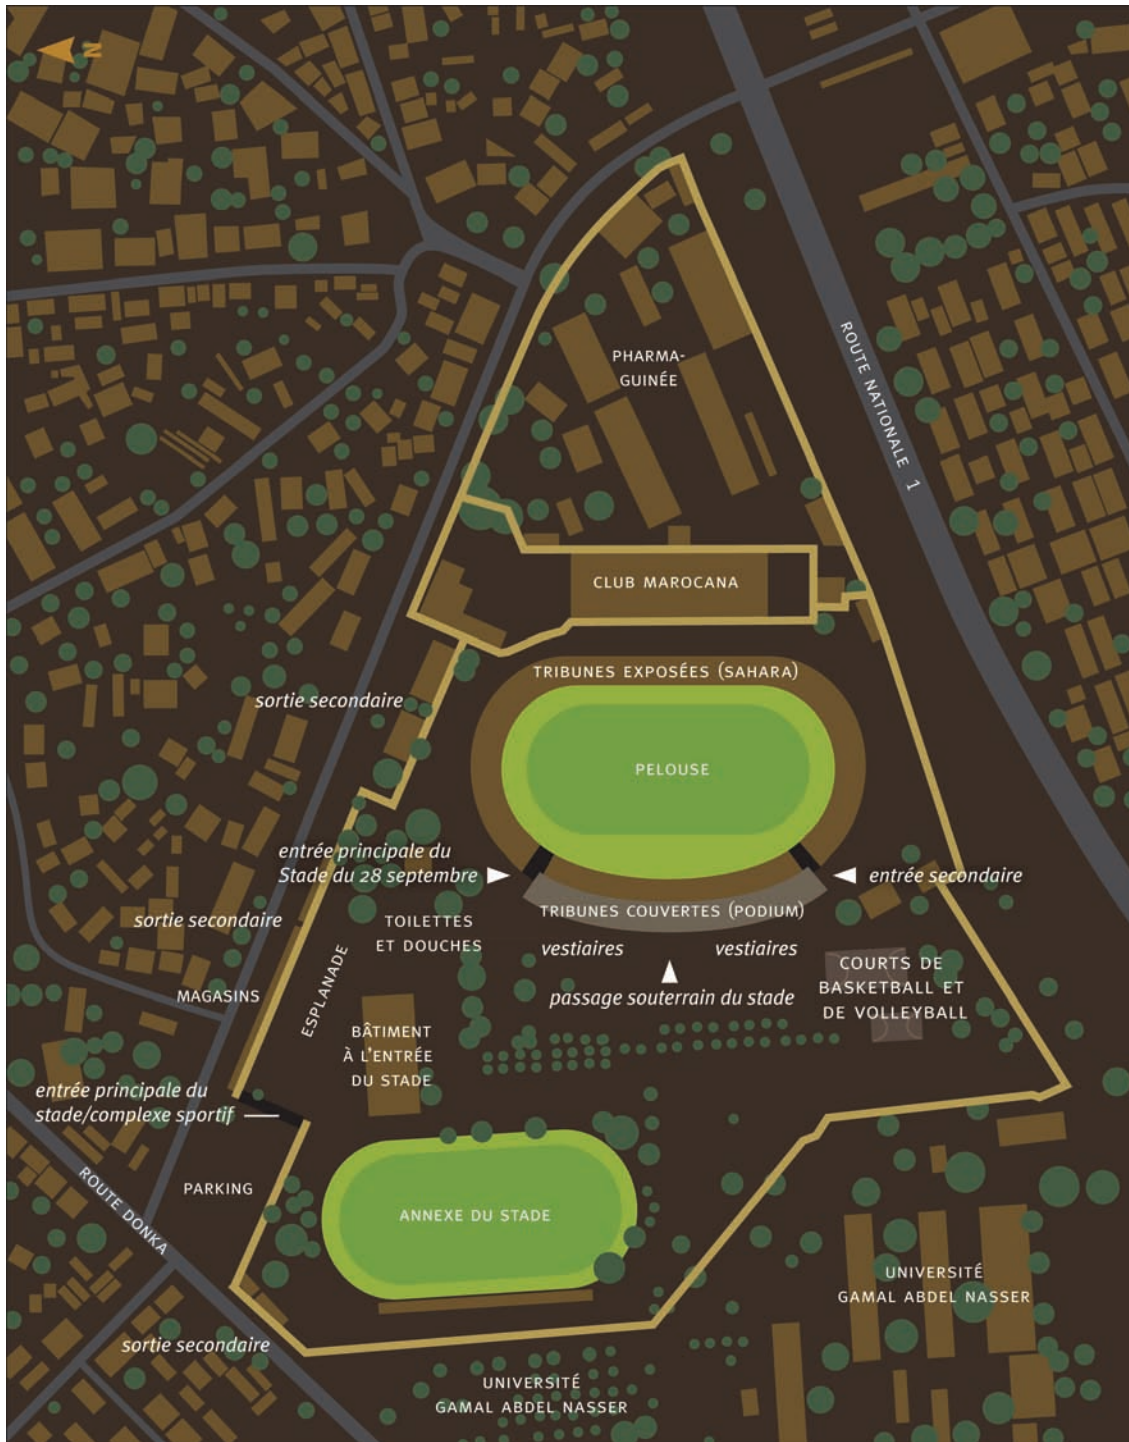 N
PHARMA-
GUINÉE
ROUTE NATIONALE 1
CLUB MAROCANA
TRIBUNES EXPOSÉES (SAHARA)
sortie secondaire
PELOUSE
entrée principale du
Stade du 28 septembre
entrée secondaire
TRIBUNES COUVERTES (PODIUM)
sortie secondaire
TOILETTES
ET DOUCHES
vestiaires
vestiaires
passage souterrain du stade
COURTS DE
BASKETBALL ET
DE VOLLEYBALL
MAGASINS
ESPLANADE
BÂTIMENT
À L'ENTRÉE
DU STADE
entrée principale du
stade/complexe sportif
PARKING
ROUTE DONKA
ANNEXE DU STADE
UNIVERSITÉ
GAMAL ABDEL NASSER
sortie secondaire
UNIVERSITÉ
GAMAL ABDEL NASSER